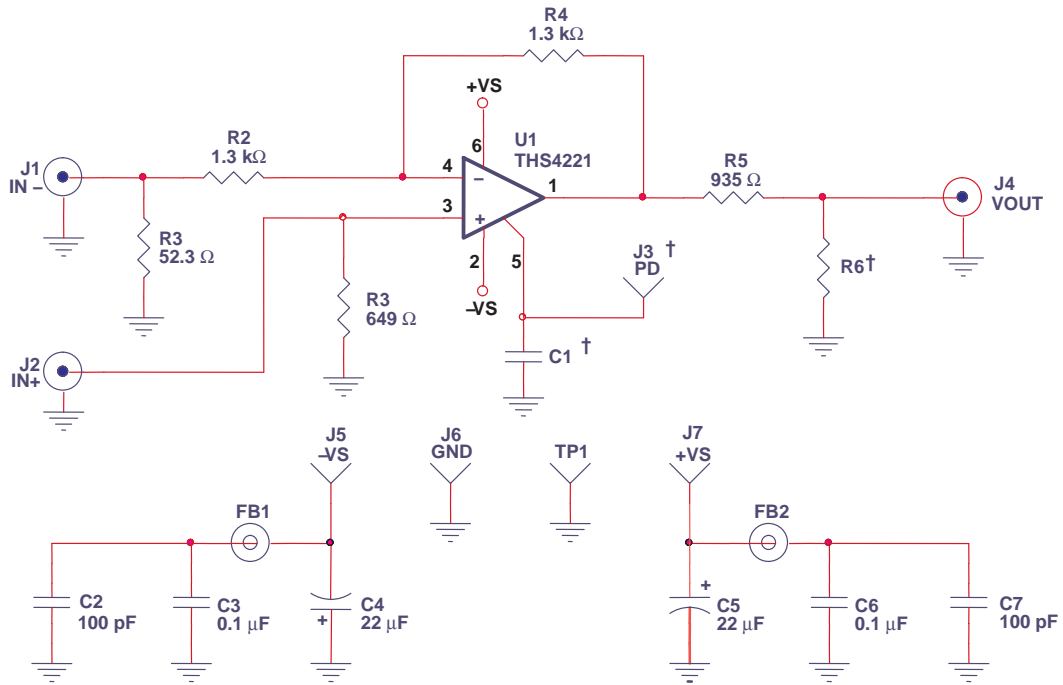 R4
1.3 kΩ
+VS
U1
THS4221
6
R2
1.3 kΩ
J1
IN –
4
–
1
R5
935 Ω
J4
VOUT
3
+
R3
52.3 Ω
2
–VS
5
J3 †
PD
R6†
R3
649 Ω
C1 †
J2
IN+
J5
–VS
J6
GND
TP1
J7
+VS
FB1
FB2
C2
100 pF
C3
0.1 µF
+
C4
22 µF
+
C5
22 µF
C6
0.1 µF
C7
100 pF